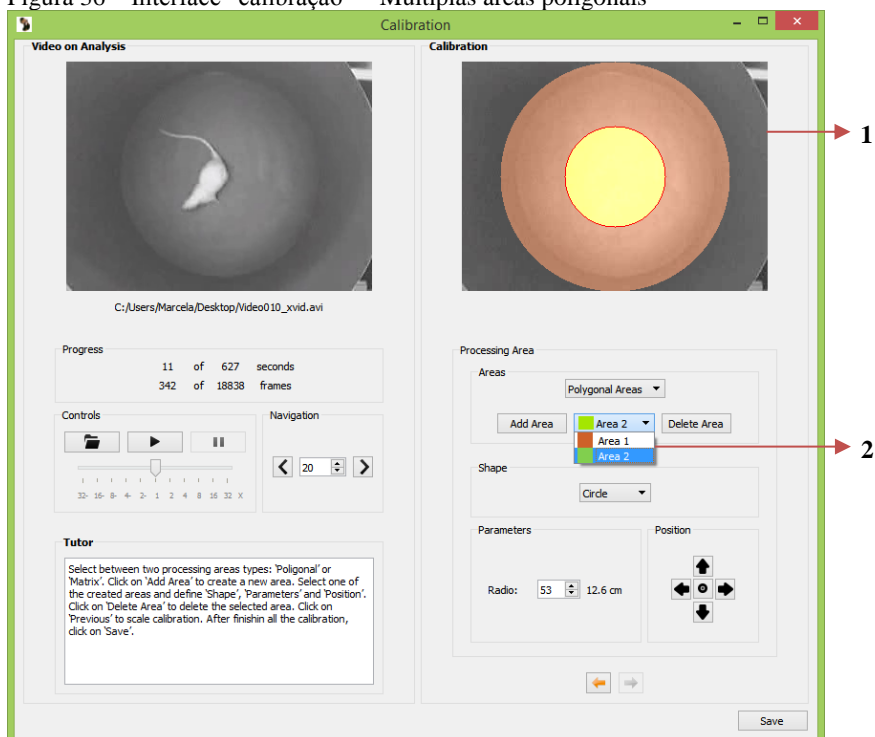 Figura 36 – Interface “calibração” – Múltiplas áreas poligonais
Calibration
Video on Analysis
C:/Users/Marcela/Desktop/Video010_xvid.avi
Progress
11 of 627 seconds
342 of 18838 frames
Controls
32- 16- 8- 4- 2- 1 2 4 8 16 32 X
Navigation
20
Tutor
Select between two processing areas types: 'Poligonal' or
'Matrix'. Click on 'Add Area' to create a new area. Select one of
the created areas and define 'Shape', 'Parameters' and 'Position'.
Click on 'Delete Area' to delete the selected area. Click on
'Previous' to scale calibration. After finishin all the calibration,
click on 'Save'.
Calibration
1
Processing Area
Areas
Polygonal Areas
Add Area Area 2 Delete Area
Area 1
Area 2
2
Shape
Circle
Parameters
Radio: 53 12.6 cm
Position
Save